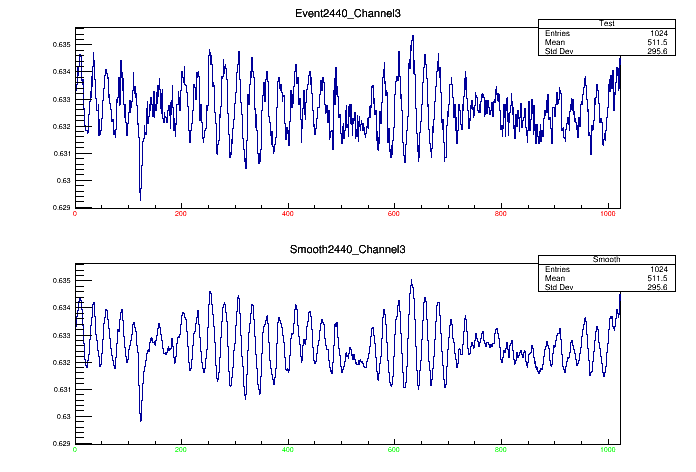 Event2440_Channel3
Test
Entries 1024
Mean 511.5
Std Dev 295.6
0.635
0.634
0.633
0.632
0.631
0.63
0.629
0 200 400 600 800 1000
Smooth2440_Channel3
Smooth
Entries 1024
Mean 511.5
Std Dev 295.6
0.635
0.634
0.633
0.632
0.631
0.63
0.629
0 200 400 600 800 1000